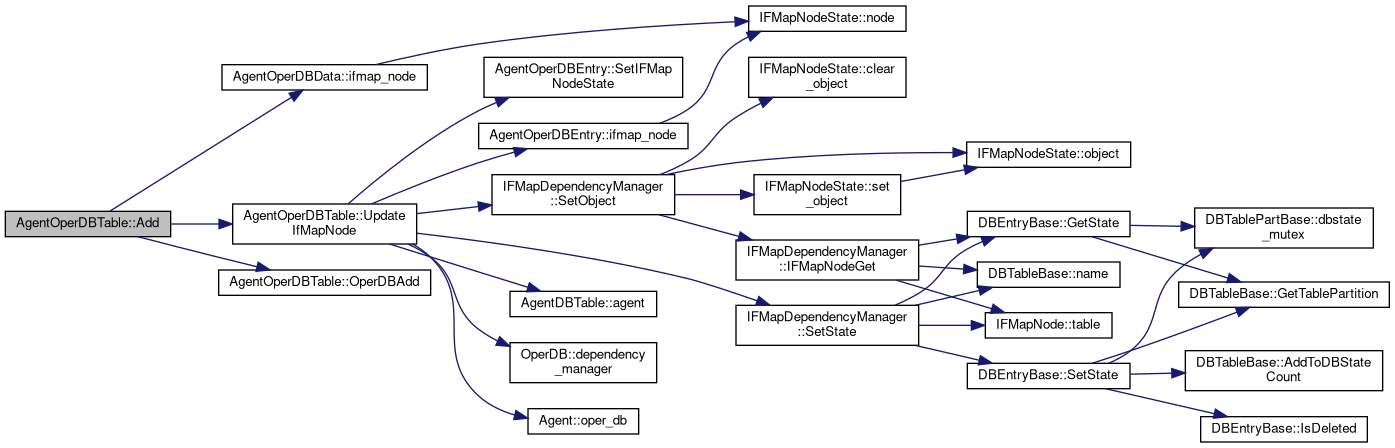 AgentOperDBTable::Add
AgentOperDBData::ifmap_node
AgentOperDBTable::Update
IfMapNode
AgentOperDBTable::OperDBAdd
AgentOperDBEntry::SetIFMap
NodeState
AgentOperDBEntry::ifmap_node
IFMapDependencyManager
::SetObject
AgentDBTable::agent
OperDB::dependency
_manager
Agent::oper_db
IFMapNodeState::node
IFMapNodeState::clear
_object
IFMapNodeState::set
_object
IFMapDependencyManager
::IFMapNodeGet
IFMapDependencyManager
::SetState
IFMapNodeState::object
DBEntryBase::GetState
DBTableBase::name
IFMapNode::table
DBEntryBase::SetState
DBTablePartBase::dbstate
_mutex
DBTableBase::GetTablePartition
DBTableBase::AddToDBState
Count
DBEntryBase::IsDeleted